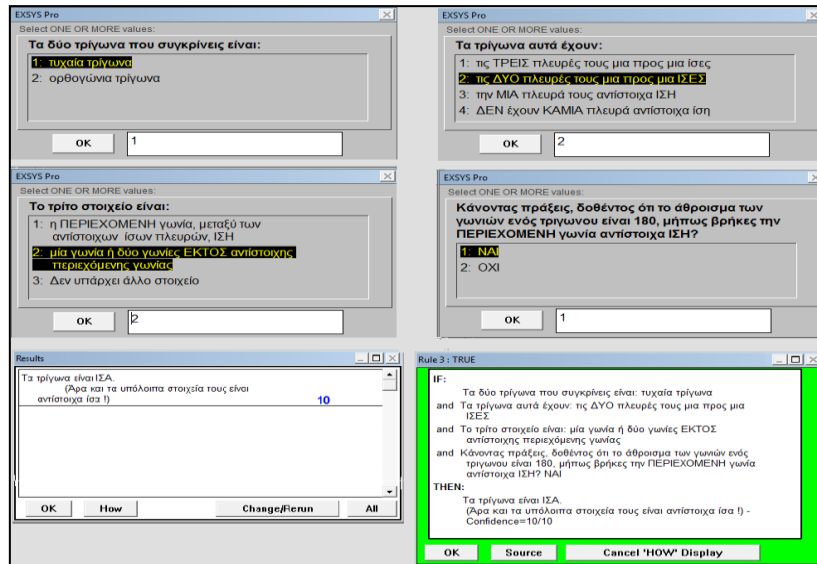 EXSYS Pro
Select ONE OR MORE values:
Τα δύο τρίγωνα που συγκρίνεις είναι:
1: τυχαία τρίγωνα
2: ορθογώνια τρίγωνα
OK
1
EXSYS Pro
Select ONE OR MORE values:
Τα τρίγωνα αυτά έχουν:
1: τις ΤΡΕΙΣ πλευρές τους μια προς μια ίσες
2: τις ΔΥΟ πλευρές τους μια προς μια ΙΣΕΣ
3: την ΜΙΑ πλευρά τους αντίστοιχα ΙΣΗ
4: ΔΕΝ έχουν ΚΑΜΙΑ πλευρά αντίστοιχα ίση
OK
2
EXSYS Pro
Select ONE OR MORE values:
Το τρίτο στοιχείο είναι:
1: η ΠΕΡΙΕΧΟΜΕΝΗ γωνία, μεταξύ των
αντίστοιχων ίσων πλευρών, ΙΣΗ
2: μία γωνία ή δύο γωνίες ΕΚΤΟΣ αντίστοιχης
περιεχόμενης γωνίας
3: Δεν υπάρχει άλλο στοιχείο
OK
2
EXSYS Pro
Select ONE OR MORE values:
Κάνοντας πράξεις, δοθέντος ότι το άθροισμα των
γωνιών ενός τριγωνου είναι 180, μήπως βρήκες την
ΠΕΡΙΕΧΟΜΕΝΗ γωνία αντίστοιχα ΙΣΗ?
1: ΝΑΙ
2: ΟΧΙ
OK
1
Results
Τα τρίγωνα είναι ΙΣΑ.
(Άρα και τα υπόλοιπα στοιχεία τους είναι
αντίστοιχα ίσα !)
10
OK
How
Change/Rerun
All
Rule 3 : TRUE
IF:
Τα δύο τρίγωνα που συγκρίνεις είναι: τυχαία τρίγωνα
and Τα τρίγωνα αυτά έχουν: τις ΔΥΟ πλευρές τους μια προς μια
ΙΣΕΣ
and Το τρίτο στοιχείο είναι: μία γωνία ή δύο γωνίες ΕΚΤΟΣ
αντίστοιχης περιεχόμενης γωνίας
and Κάνοντας πράξεις, δοθέντος ότι το άθροισμα των γωνιών ενός
τριγωνου είναι 180, μήπως βρήκες την ΠΕΡΙΕΧΟΜΕΝΗ γωνία
αντίστοιχα ΙΣΗ? ΝΑΙ
THEN:
Τα τρίγωνα είναι ΙΣΑ.
(Άρα και τα υπόλοιπα στοιχεία τους είναι αντίστοιχα ίσα !) -
Confidence=10/10
OK
Source
Cancel 'HOW' Display